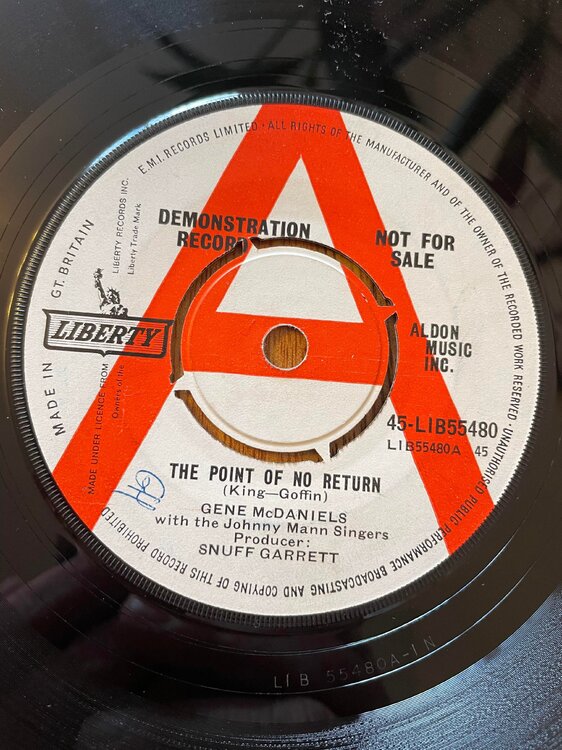 E.M.I. RECORDS LIMITED · ALL RIGHTS OF THE MANUFACTURER AND OF THE OWNER OF THE RECORDED WORK RESERVED · UNAUTHORISED PUBLIC PERFORMANCE BROADCASTING AND COPYING OF THIS RECORD PROHIBITED
MADE IN GT. BRITAIN
MADE UNDER LICENCE FROM LIBERTY RECORDS INC.
Owners of the Liberty Trade Mark
DEMONSTRATION
RECORD
NOT FOR
SALE
A
LIBERTY
ALDON
MUSIC
INC.
45-LIB55480
LIB55480A 45
THE POINT OF NO RETURN
(King—Goffin)
GENE McDANIELS
with the Johnny Mann Singers
Producer:
SNUFF GARRETT
LIB 55480A-1N